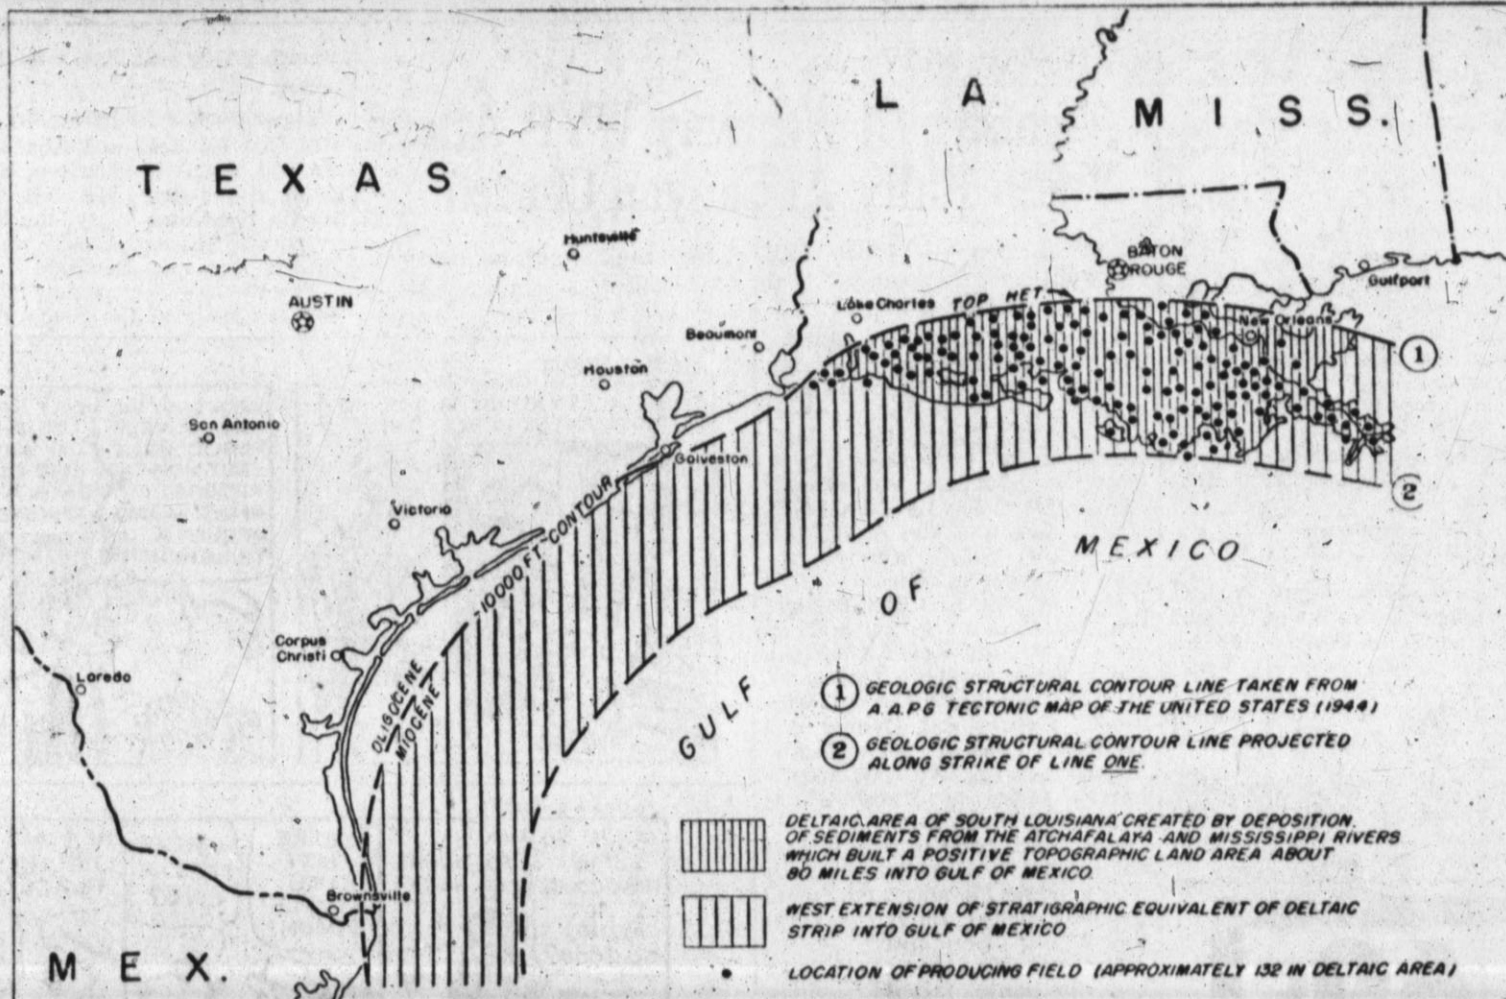 LA
MISS.
TEXAS
Huntsville
BATON
ROUGE
Gulfport
AUSTIN
Lake Charles
TOP HET
New Orleans
Beaumont
1
Houston
San Antonio
Galveston
2
Victoria
10000 FT CONTOUR
MEXICO
OF
GULF
Corpus
Christi
Laredo
OLIGOCENE
MIOCENE
1 GEOLOGIC STRUCTURAL CONTOUR LINE TAKEN FROM
A.A.P.G TECTONIC MAP OF THE UNITED STATES (1944)
2 GEOLOGIC STRUCTURAL CONTOUR LINE PROJECTED
ALONG STRIKE OF LINE ONE.
DELTAIC AREA OF SOUTH LOUISIANA CREATED BY DEPOSITION
OF SEDIMENTS FROM THE ATCHAFALAYA AND MISSISSIPPI RIVERS
WHICH BUILT A POSITIVE TOPOGRAPHIC LAND AREA ABOUT
80 MILES INTO GULF OF MEXICO
Brownsville
WEST EXTENSION OF STRATIGRAPHIC EQUIVALENT OF DELTAIC
STRIP INTO GULF OF MEXICO
MEX.
LOCATION OF PRODUCING FIELD (APPROXIMATELY 132 IN DELTAIC AREA)